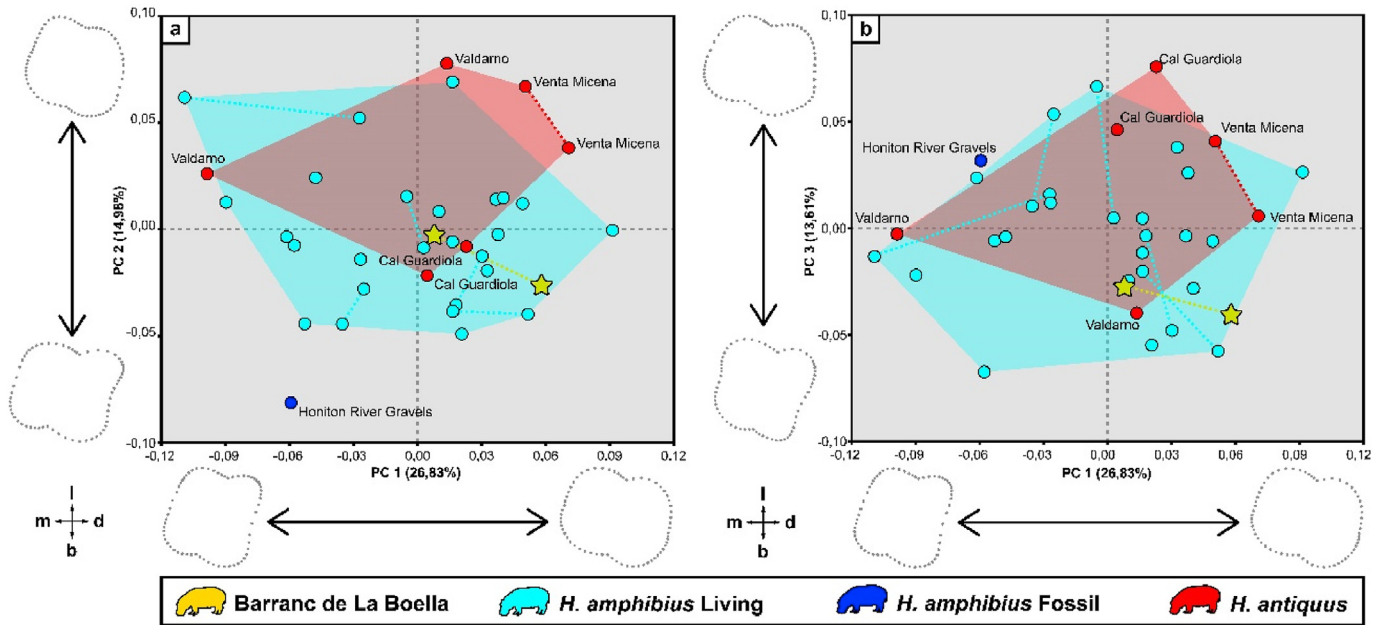 a
0,10
0,05
0,00
-0,05
-0,10
PC 2 (14,98%)
Valdarno
Venta Micena
Venta Micena
Valdarno
Cal Guardiola
Cal Guardiola
Honiton River Gravels
-0,12 -0,09 -0,06 -0,03 0,00 0,03 0,06 0,09 0,12
PC 1 (26,83%)
l
m d
b
b
0,10
0,05
0,00
-0,05
-0,10
PC 3 (13,61%)
Cal Guardiola
Cal Guardiola
Venta Micena
Honiton River Gravels
Venta Micena
Valdarno
Valdarno
-0,12 -0,09 -0,06 -0,03 0,00 0,03 0,06 0,09 0,12
PC 1 (26,83%)
l
m d
b
Barranc de La Boella H. amphibius Living H. amphibius Fossil H. antiquus